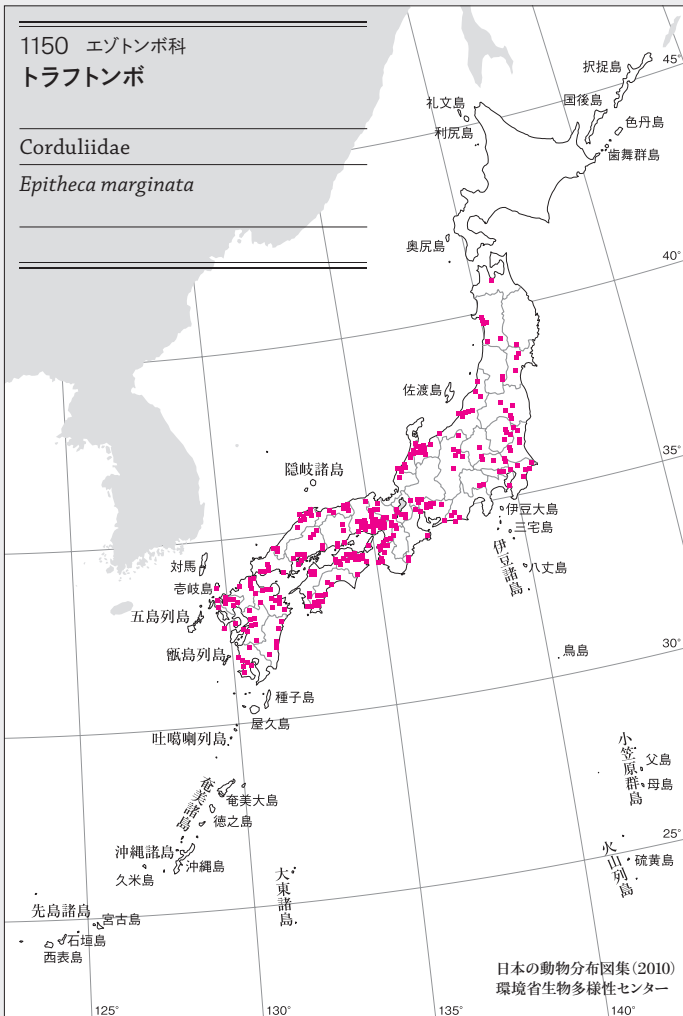 1150 エゾトンボ科
トラフトンボ
Corduliidae
Epitheca marginata
択捉島
45°
国後島
礼文島
色丹島
利尻島
歯舞群島
奥尻島
40°
佐渡島
35°
隠岐諸島
伊豆大島
三宅島
対馬
伊豆諸島
八丈島
壱岐島
五島列島
鳥島
30°
甑島列島
種子島
屋久島
吐噶喇列島
小笠原群島
父島
母島
奄美諸島
奄美大島
徳之島
25°
沖縄諸島
火山列島
硫黄島
沖縄島
久米島
大東諸島
先島諸島
宮古島
石垣島
西表島
日本の動物分布図集(2010)
環境省生物多様性センター
125°
130°
135°
140°